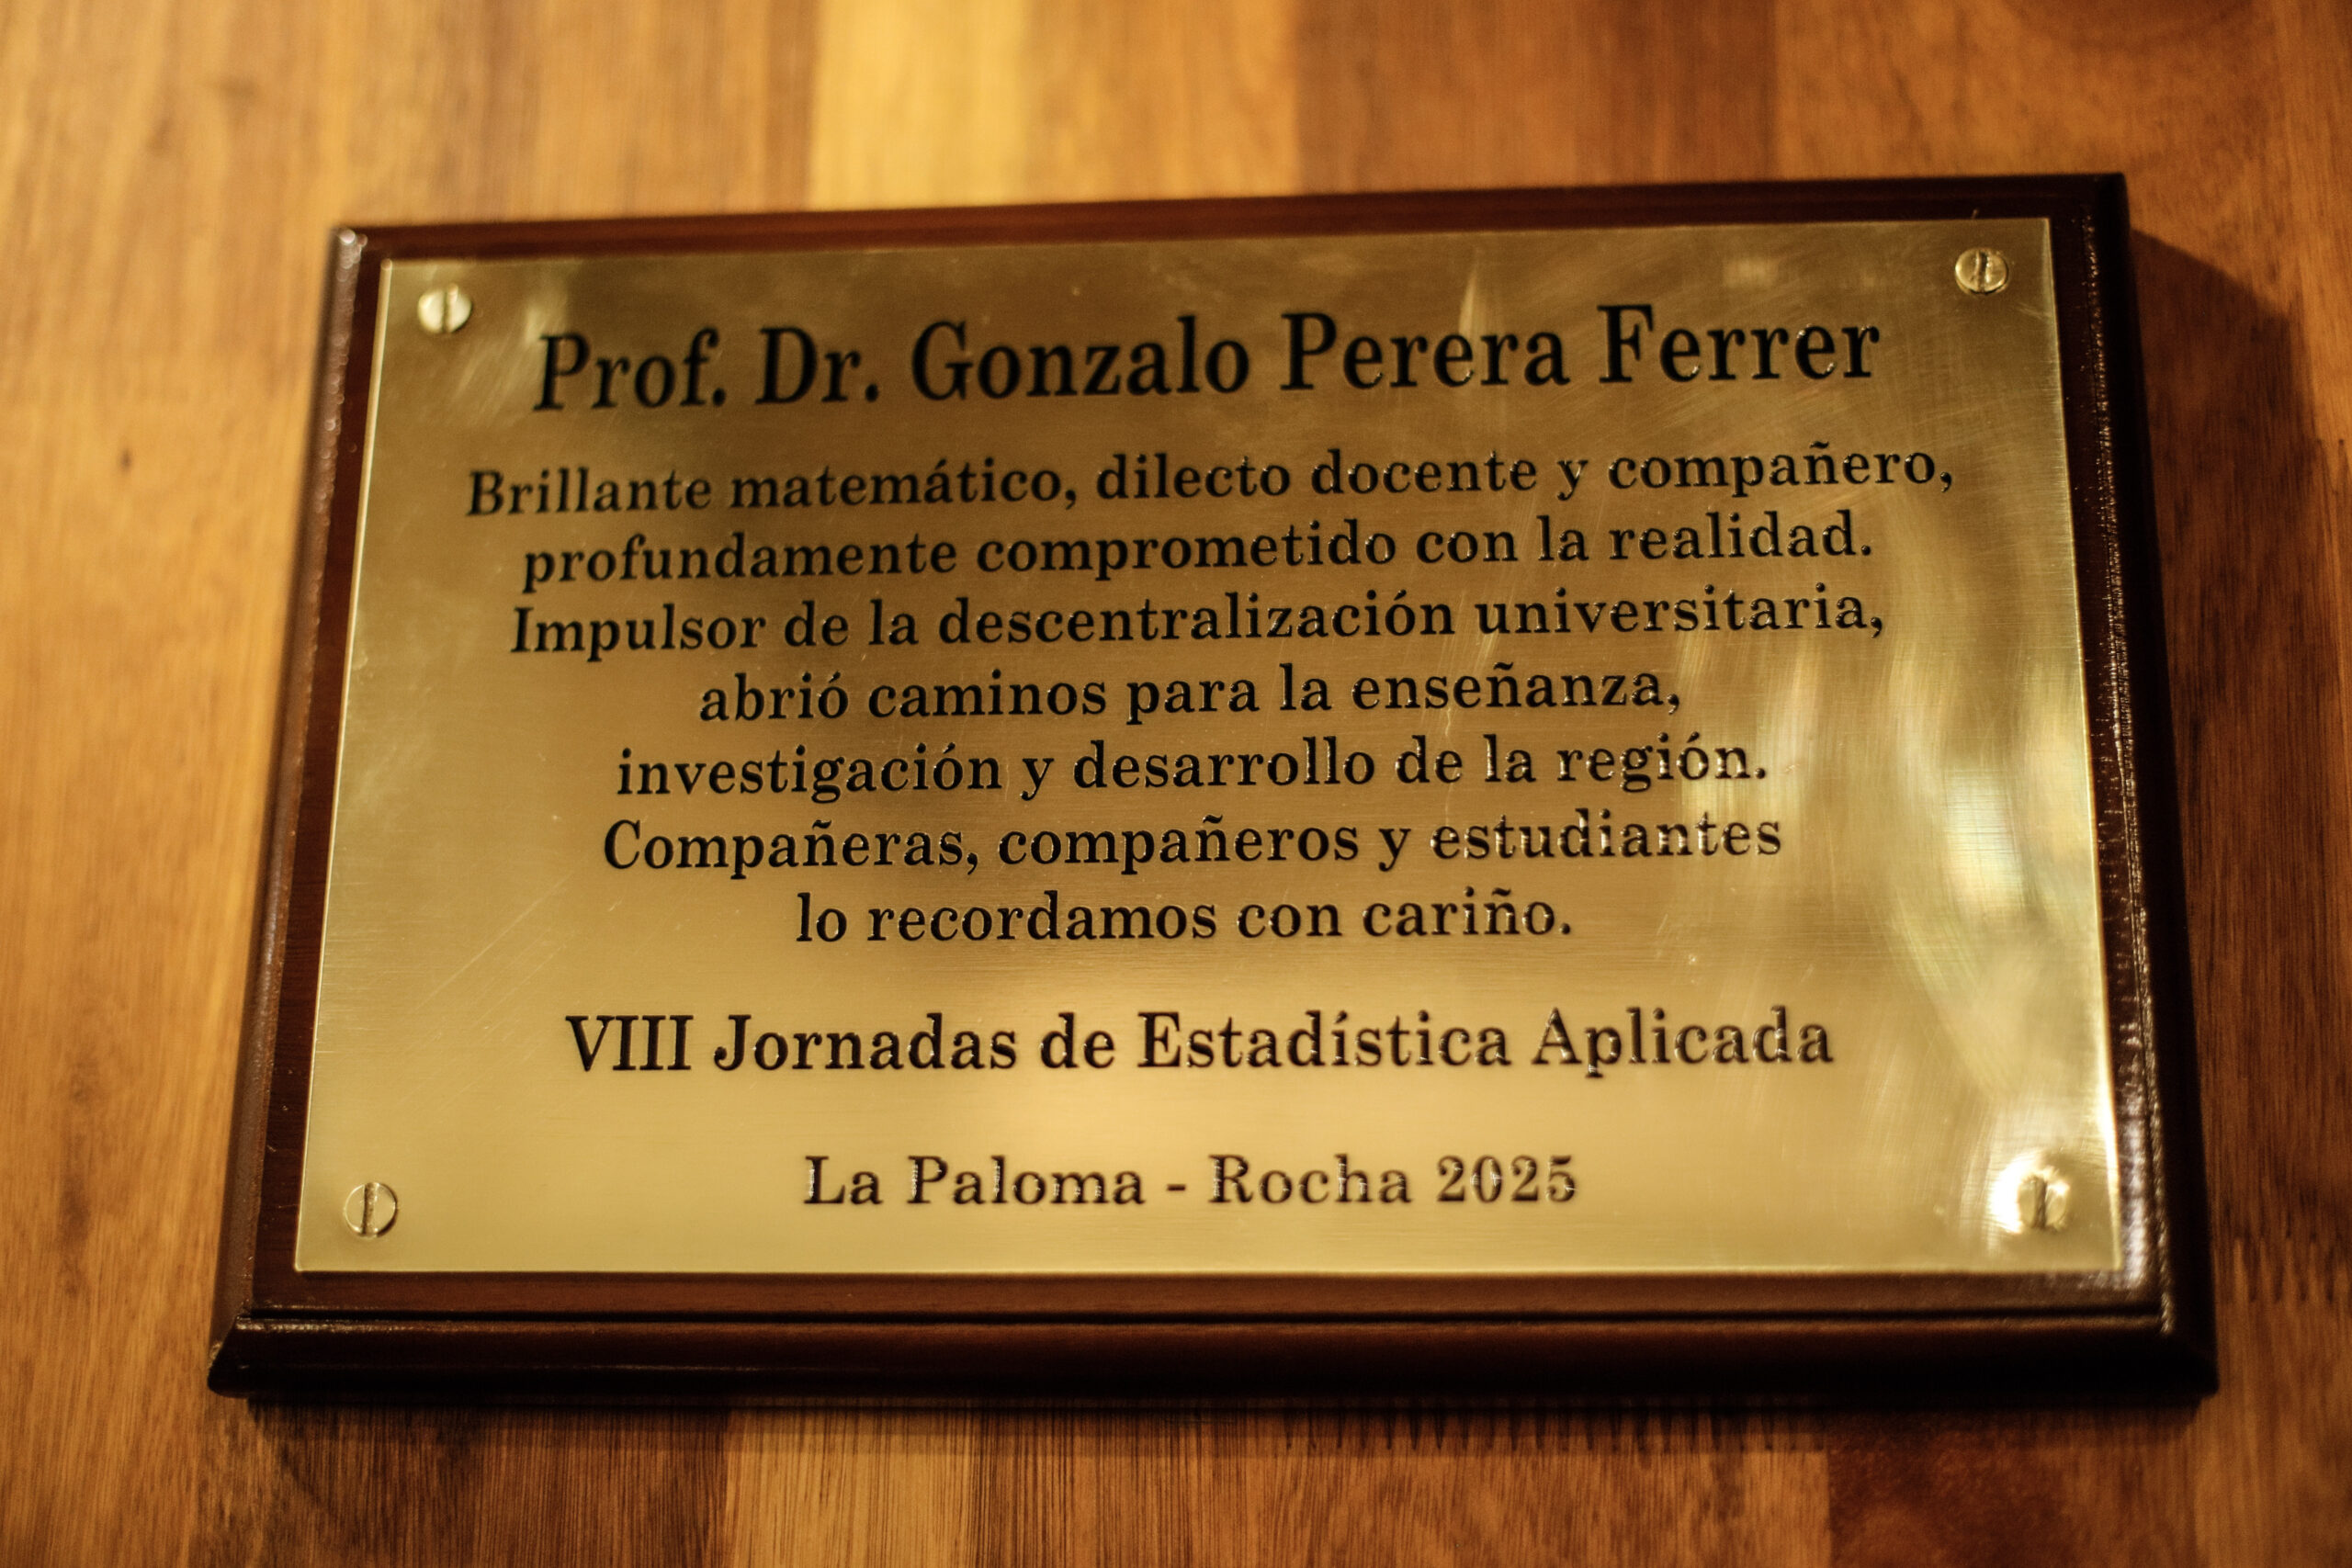 Prof. Dr. Gonzalo Perera Ferrer
Brillante matemático, dilecto docente y compañero,
profundamente comprometido con la realidad.
Impulsor de la descentralización universitaria,
abrió caminos para la enseñanza,
investigación y desarrollo de la región.
Compañeras, compañeros y estudiantes
lo recordamos con cariño.
VIII Jornadas de Estadística Aplicada
La Paloma - Rocha 2025